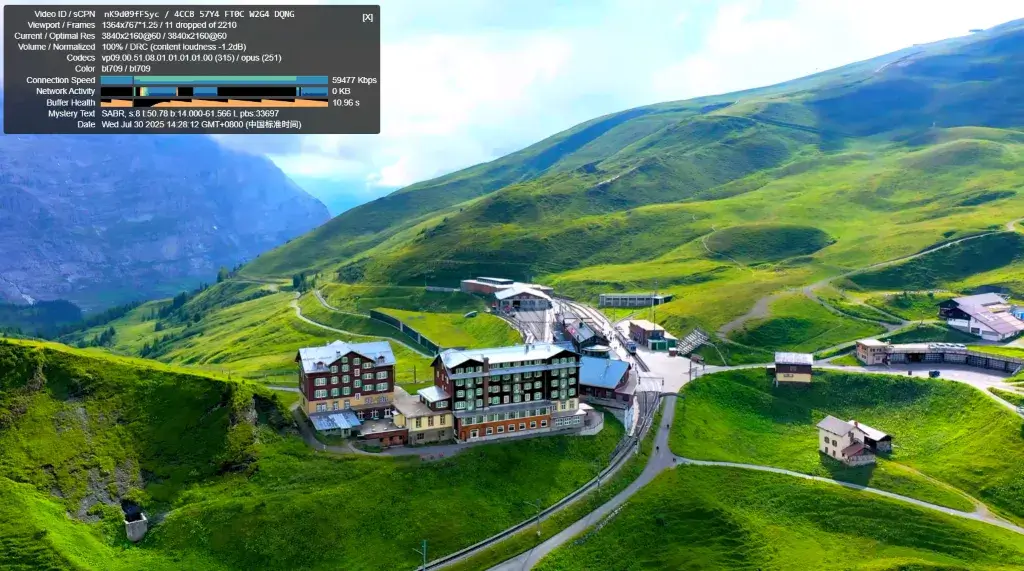 Video ID / sCPN nK9d09fFSyc / 4CCB 57Y4 FT0C W2G4 DQNG
[X]
Viewport / Frames 1364x767*1.25 / 11 dropped of 2210
Current / Optimal Res 3840x2160@60 / 3840x2160@60
Volume / Normalized 100% / DRC (content loudness -1.2dB)
Codecs vp09.00.51.08.01.01.01.01.00 (315) / opus (251)
Color bt709 / bt709
Connection Speed 59477 Kbps
Network Activity 0 KB
Buffer Health 10.96 s
Mystery Text SABR, s:8 t:50.78 b:14.000-61.566 L pbs:33697
Date Wed Jul 30 2025 14:28:12 GMT+0800 (中国标准时间)